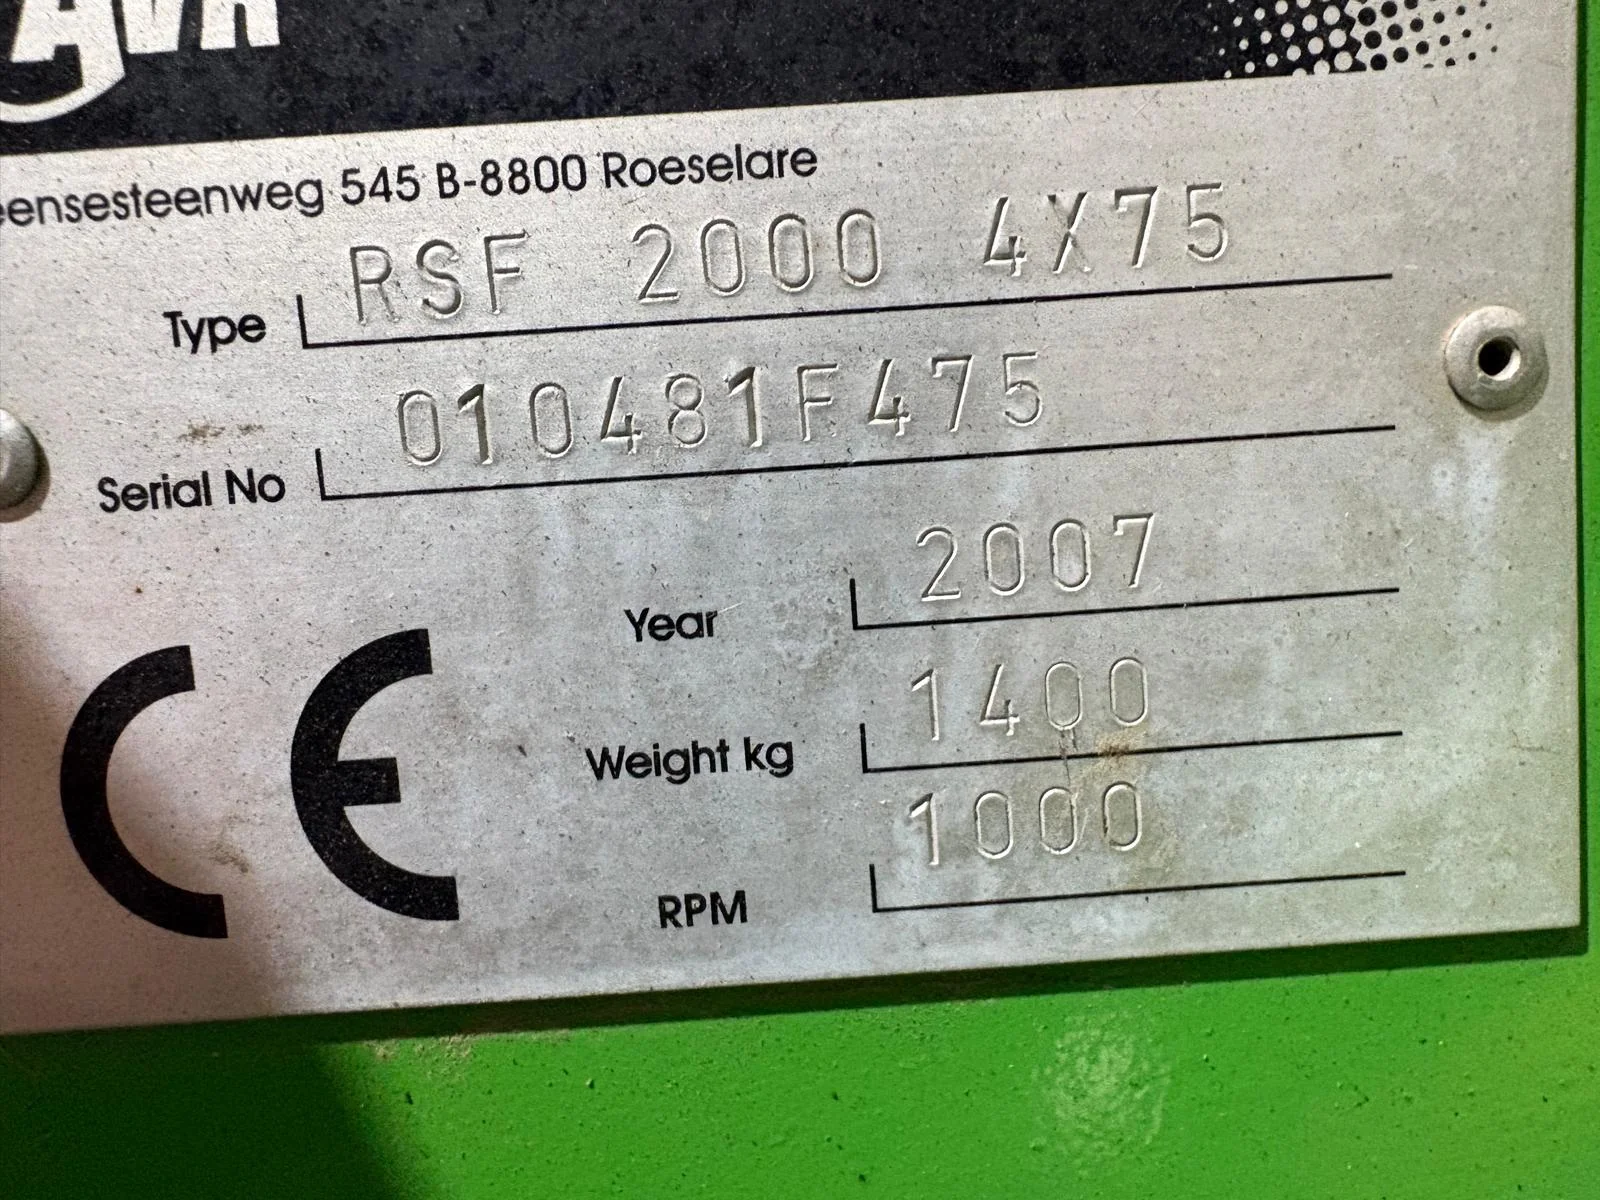 AVR
eensesteenweg 545 B-8800 Roeselare
Type RSF 2000 4X75
Serial No 010481F475
Year 2007
Weight kg 1400
RPM 1000
CE